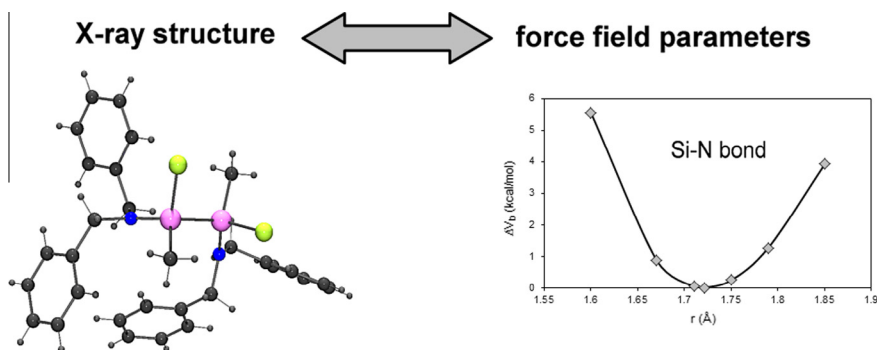 X-ray structure
force field parameters
6
5
4
3
2
1
0
ΔVb (kcal/mol)
Si-N bond
1.55 1.6 1.65 1.7 1.75 1.8 1.85 1.9
r (Å)